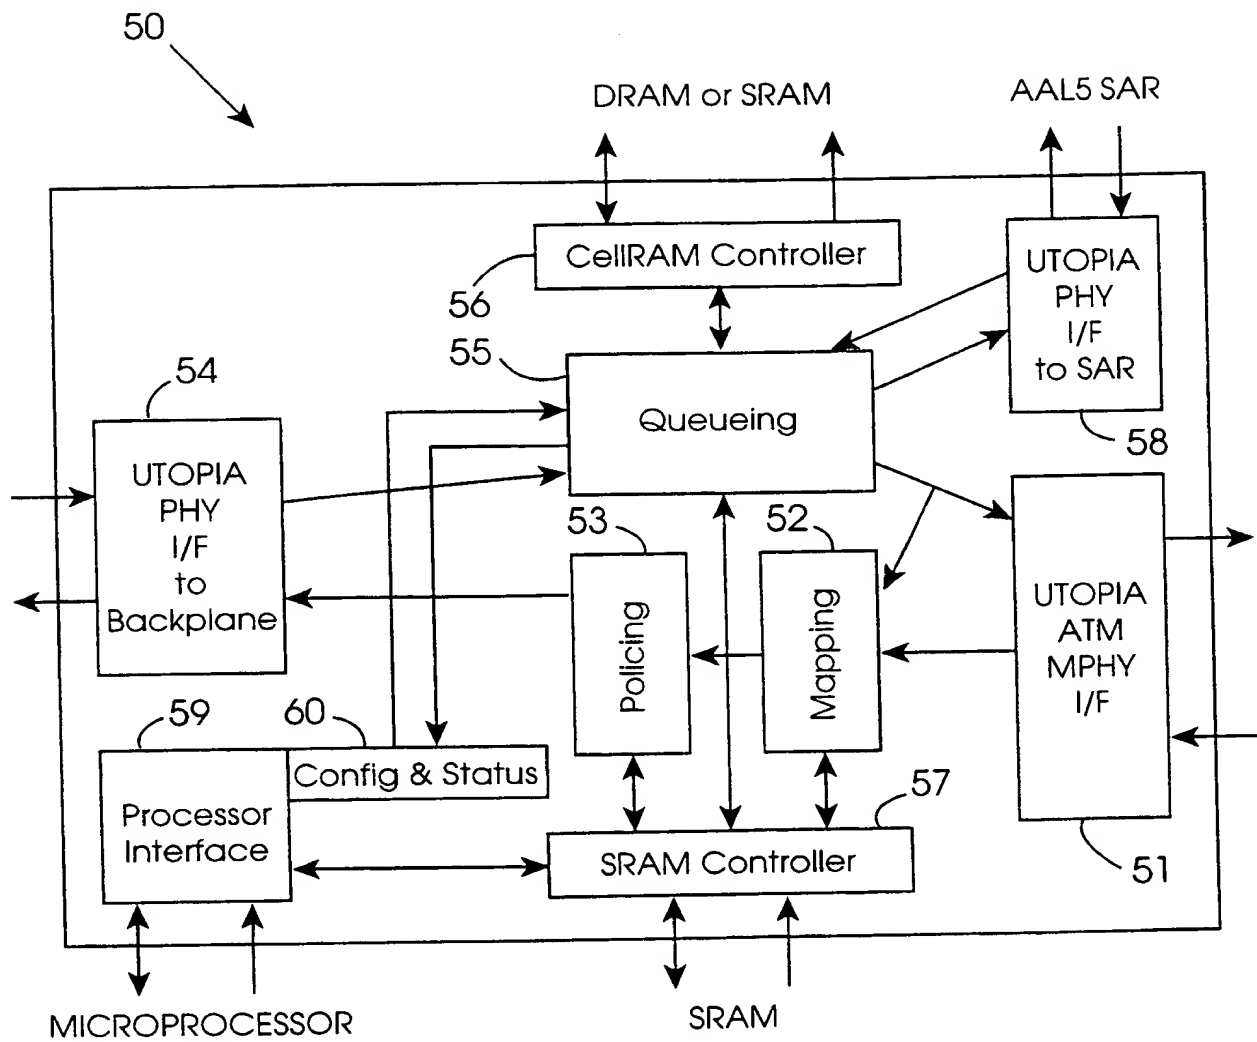 50
DRAM or SRAM
AAL5 SAR
CellRAM Controller
56
UTOPIA
PHY
I/F
to SAR
58
55
Queueing
54
UTOPIA
PHY
I/F
to
Backplane
53
Policing
52
Mapping
UTOPIA
ATM
MPHY
I/F
51
59
60
Config & Status
Processor
Interface
57
SRAM Controller
MICROPROCESSOR
SRAM